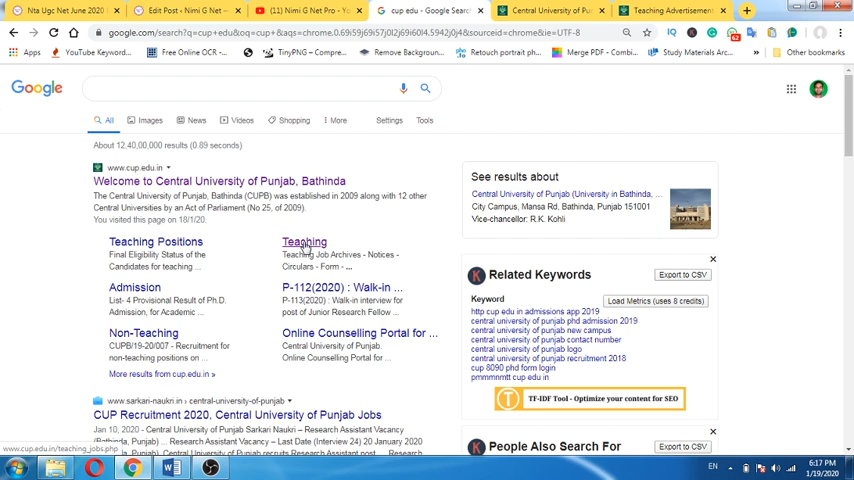 Nta Ugc Net June 2020
Edit Post ‹ Nimi G Net
(11) Nimi G Net Pro - Yo
cup edu - Google Search
Central University of Pu
Teaching Advertisement
google.com/search?q=cup+edu&oq=cup+&aqs=chrome.0.69i59j69i57j0l2j69i60l4.5942j0j4&sourceid=chrome&ie=UTF-8
Apps
YouTube Keyword...
Free Online OCR -...
TinyPNG – Compre...
Remove Background...
Retouch portrait ph...
Merge PDF - Combi...
Study Materials Arc...
Other bookmarks
Google
All
Images
News
Videos
Shopping
More
Settings
Tools
About 12,40,00,000 results (0.89 seconds)
www.cup.edu.in
Welcome to Central University of Punjab, Bathinda
The Central University of Punjab, Bathinda (CUPB) was established in 2009 along with 12 other
Central Universities by an Act of Parliament (No 25, of 2009).
You visited this page on 18/1/20.
Teaching Positions
Final Eligibility Status of the
Candidates for teaching ...
Teaching
Teaching Job Archives - Notices -
Circulars - Form - ...
Admission
List- 4 Provisional Result of Ph.D.
Admission, for Academic ...
P-112(2020) : Walk-in ...
P-113(2020) : Walk-in interview for
post of Junior Research Fellow ...
Non-Teaching
CUPB/19-20/007 - Recruitment for
non-teaching positions on ...
Online Counselling Portal for ...
Central University of Punjab.
Online Counselling Portal for ...
More results from cup.edu.in »
www.sarkari-naukri.in › central-university-of-punjab
CUP Recruitment 2020, Central University of Punjab Jobs
Jan 10, 2020 - Central University of Punjab Sarkari Naukri – Research Assistant Vacancy
(Bathinda, Punjab) ... Research Assistant Vacancy – Last Date (Interview 24) 20 January 2020
See results about
Central University of Punjab (University in Bathinda, ...
City Campus, Mansa Rd, Bathinda, Punjab 151001
Vice-chancellor: R.K. Kohli
Related Keywords
Export to CSV
Keyword
Load Metrics (uses 8 credits)
http cup edu in admissions app 2019
central university of punjab phd admission 2019
central university of punjab new campus
central university of punjab contact number
central university of punjab logo
central university of punjab recruitment 2018
cup 8090 phd form login
pmmmnmtt cup edu in
TF-IDF Tool - Optimize your content for SEO
People Also Search For
Export to CSV
www.cup.edu.in/teaching_jobs.php
EN
6:17 PM
1/19/2020